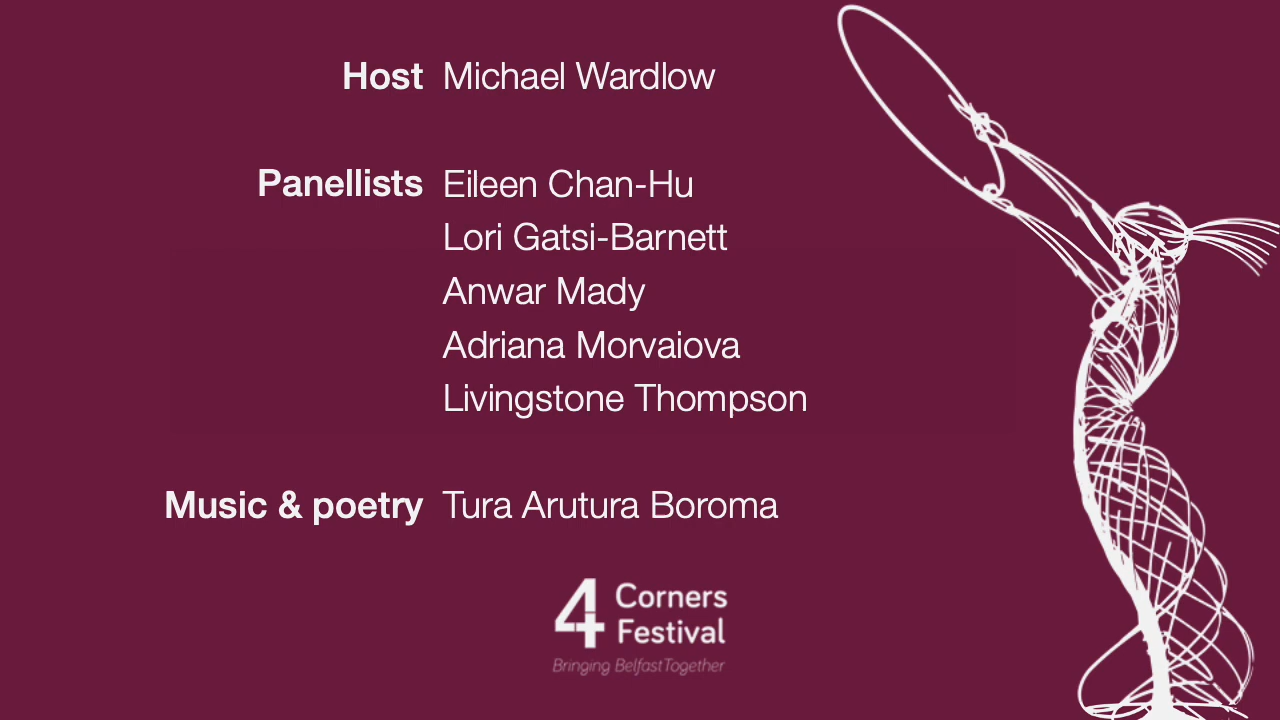 Host Michael Wardlow
Panellists Eileen Chan-Hu
Lori Gatsi-Barnett
Anwar Mady
Adriana Morvaiova
Livingstone Thompson
Music & poetry Tura Arutura Boroma
4 Corners
Festival
Bringing Belfast Together